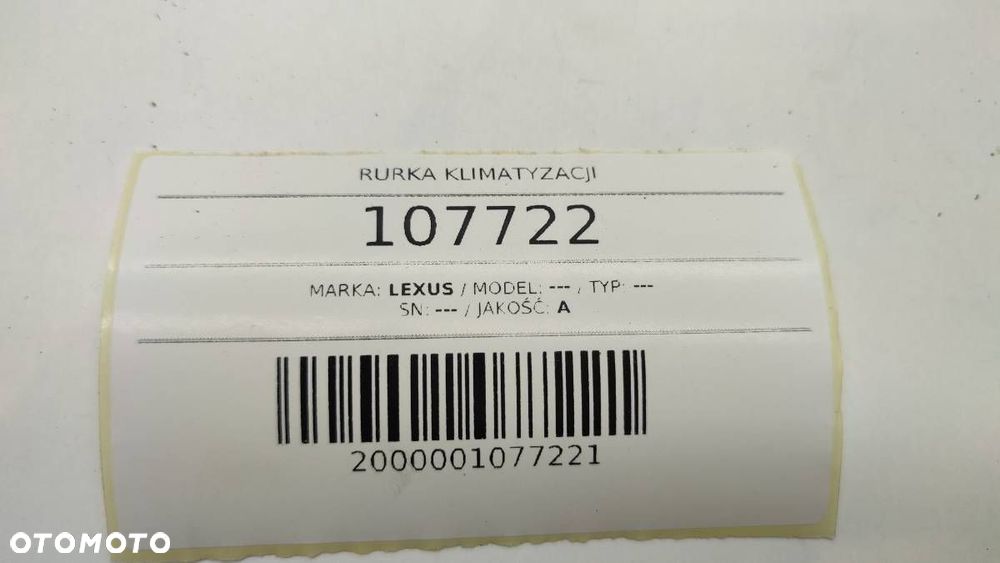 RURKA KLIMATYZACJI
107722
MARKA: LEXUS / MODEL: --- / TYP: ---
SN: --- / JAKOŚĆ: A
2000001077221
OTOMOTO